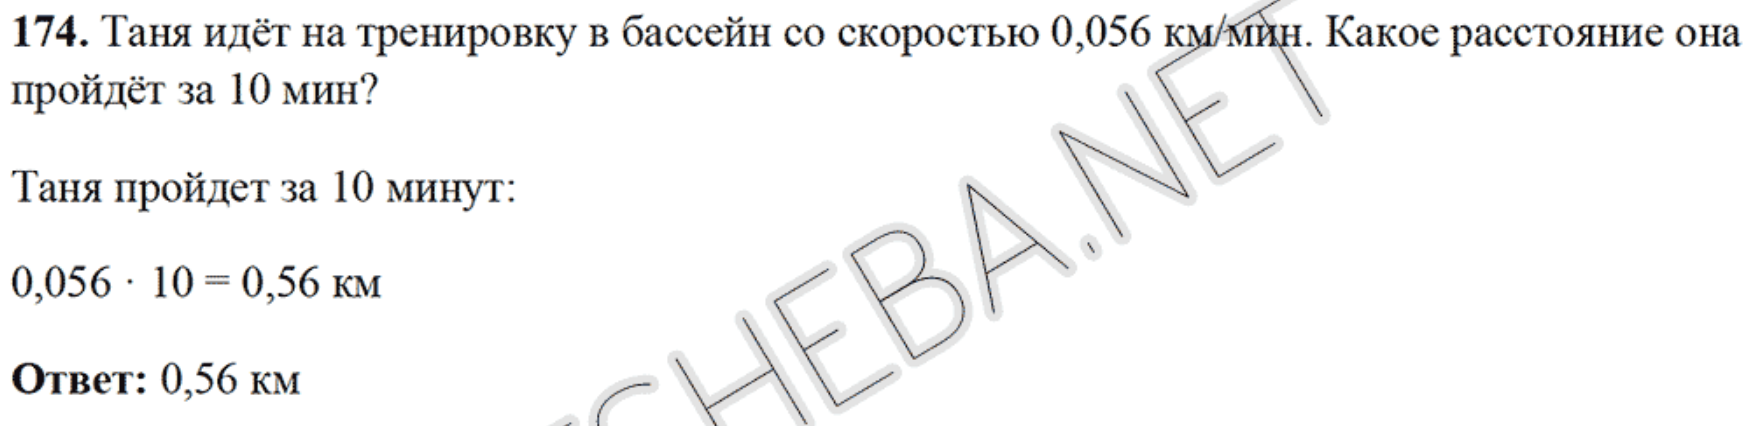 174. Таня идёт на тренировку в бассейн со скоростью 0,056 км/мин. Какое расстояние она
пройдёт за 10 мин?
Таня пройдет за 10 минут:
0,056 · 10 = 0,56 км
Ответ: 0,56 км
CHEBA.NET